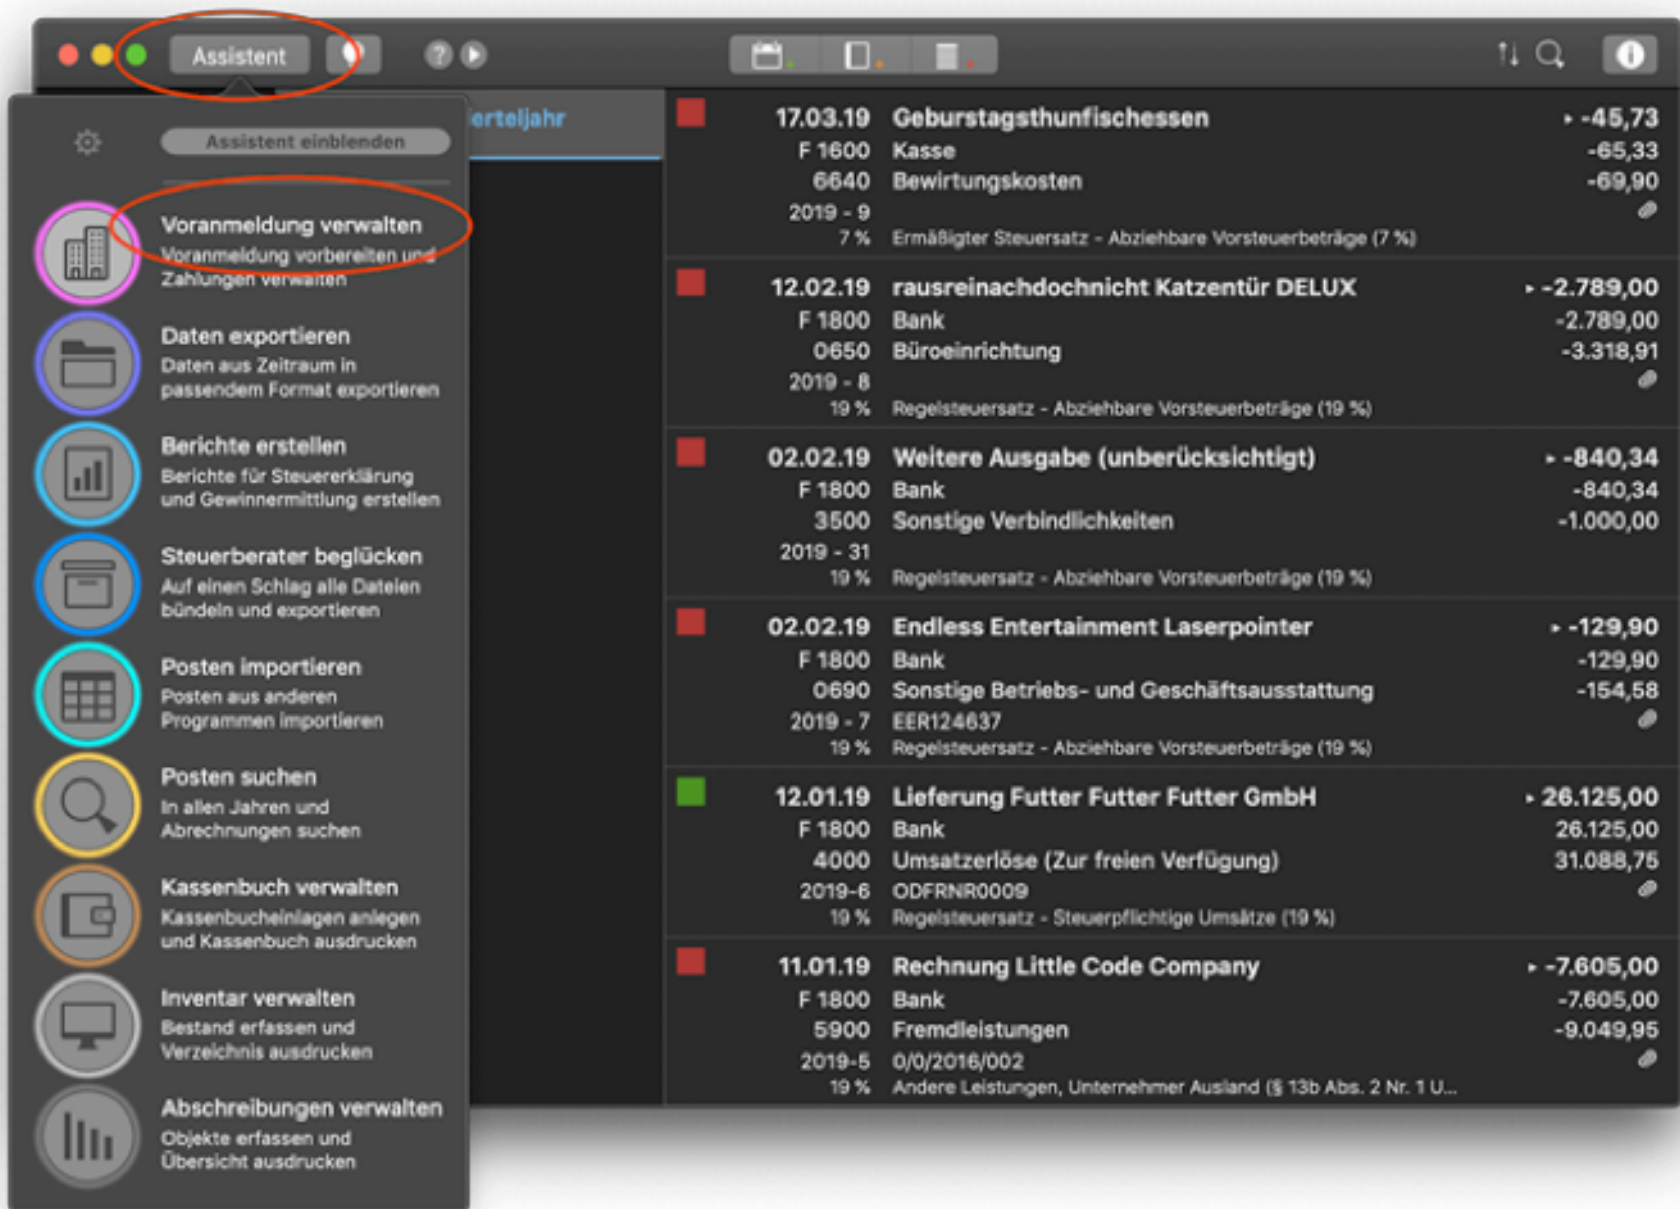 Assistent
?
Assistent einblenden
Voranmeldung verwalten
Voranmeldung vorbereiten und
Zahlungen verwalten
Daten exportieren
Daten aus Zeitraum in
passendem Format exportieren
Berichte erstellen
Berichte für Steuererklärung
und Gewinnermittlung erstellen
Steuerberater beglücken
Auf einen Schlag alle Dateien
bündeln und exportieren
Posten importieren
Posten aus anderen
Programmen importieren
Posten suchen
In allen Jahren und
Abrechnungen suchen
Kassenbuch verwalten
Kassenbucheinlagen anlegen
und Kassenbuch ausdrucken
Inventar verwalten
Bestand erfassen und
Verzeichnis ausdrucken
Abschreibungen verwalten
Objekte erfassen und
Übersicht ausdrucken
erteljahr
17.03.19 Geburstagsthunfischessen -45,73
F 1600 Kasse -65,33
6640 Bewirtungskosten -69,90
2019 - 9
7 % Ermäßigter Steuersatz - Abziehbare Vorsteuerbeträge (7 %)
12.02.19 rausreinachdochnicht Katzentür DELUX -2.789,00
F 1800 Bank -2.789,00
0650 Büroeinrichtung -3.318,91
2019 - 8
19 % Regelsteuersatz - Abziehbare Vorsteuerbeträge (19 %)
02.02.19 Weitere Ausgabe (unberücksichtigt) -840,34
F 1800 Bank -840,34
3500 Sonstige Verbindlichkeiten -1.000,00
2019 - 31
19 % Regelsteuersatz - Abziehbare Vorsteuerbeträge (19 %)
02.02.19 Endless Entertainment Laserpointer -129,90
F 1800 Bank -129,90
0690 Sonstige Betriebs- und Geschäftsausstattung -154,58
2019 - 7 EER124637
19 % Regelsteuersatz - Abziehbare Vorsteuerbeträge (19 %)
12.01.19 Lieferung Futter Futter Futter GmbH 26.125,00
F 1800 Bank 26.125,00
4000 Umsatzerlöse (Zur freien Verfügung) 31.088,75
2019-6 ODFRNR0009
19 % Regelsteuersatz - Steuerpflichtige Umsätze (19 %)
11.01.19 Rechnung Little Code Company -7.605,00
F 1800 Bank -7.605,00
5900 Fremdleistungen -9.049,95
2019-5 0/0/2016/002
19 % Andere Leistungen, Unternehmer Ausland (§ 13b Abs. 2 Nr. 1 U...